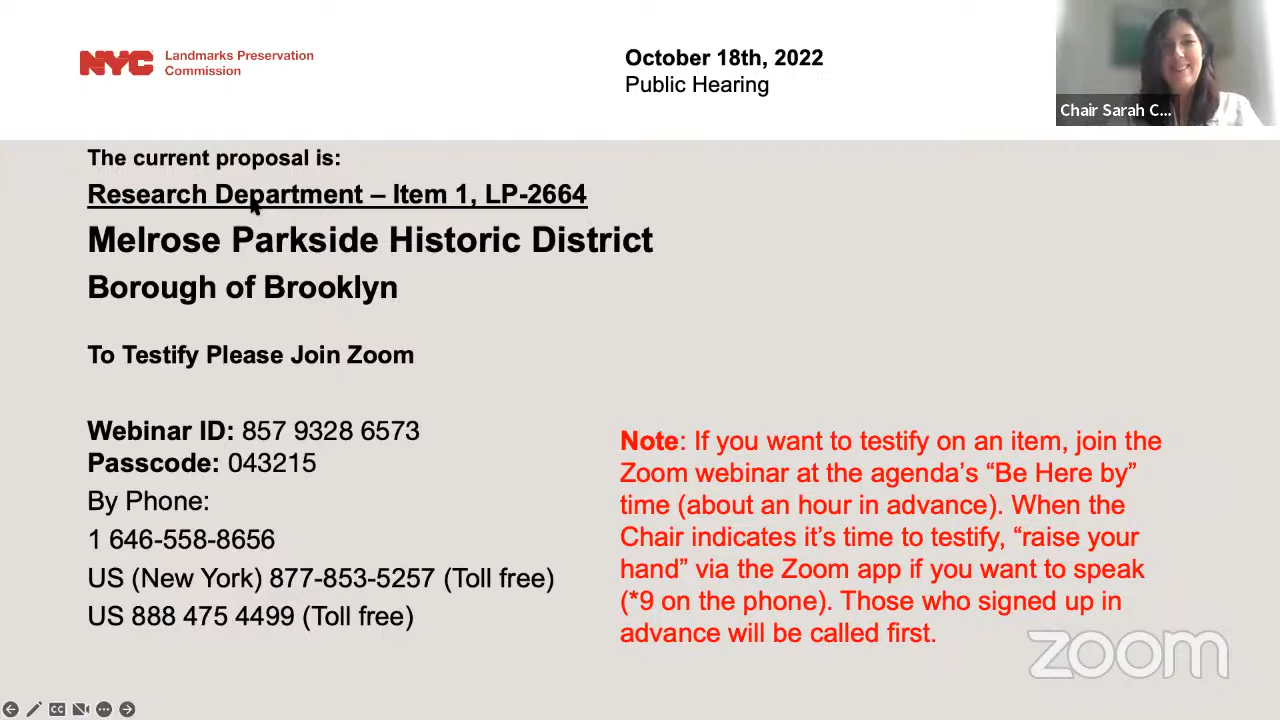 NYC
Landmarks Preservation
Commission
October 18th, 2022
Public Hearing
Chair Sarah C...
The current proposal is:
Research Department – Item 1, LP-2664
Melrose Parkside Historic District
Borough of Brooklyn
To Testify Please Join Zoom
Webinar ID: 857 9328 6573
Passcode: 043215
By Phone:
1 646-558-8656
US (New York) 877-853-5257 (Toll free)
US 888 475 4499 (Toll free)
Note: If you want to testify on an item, join the
Zoom webinar at the agenda’s “Be Here by”
time (about an hour in advance). When the
Chair indicates it’s time to testify, “raise your
hand” via the Zoom app if you want to speak
(*9 on the phone). Those who signed up in
advance will be called first.
zoom
CC